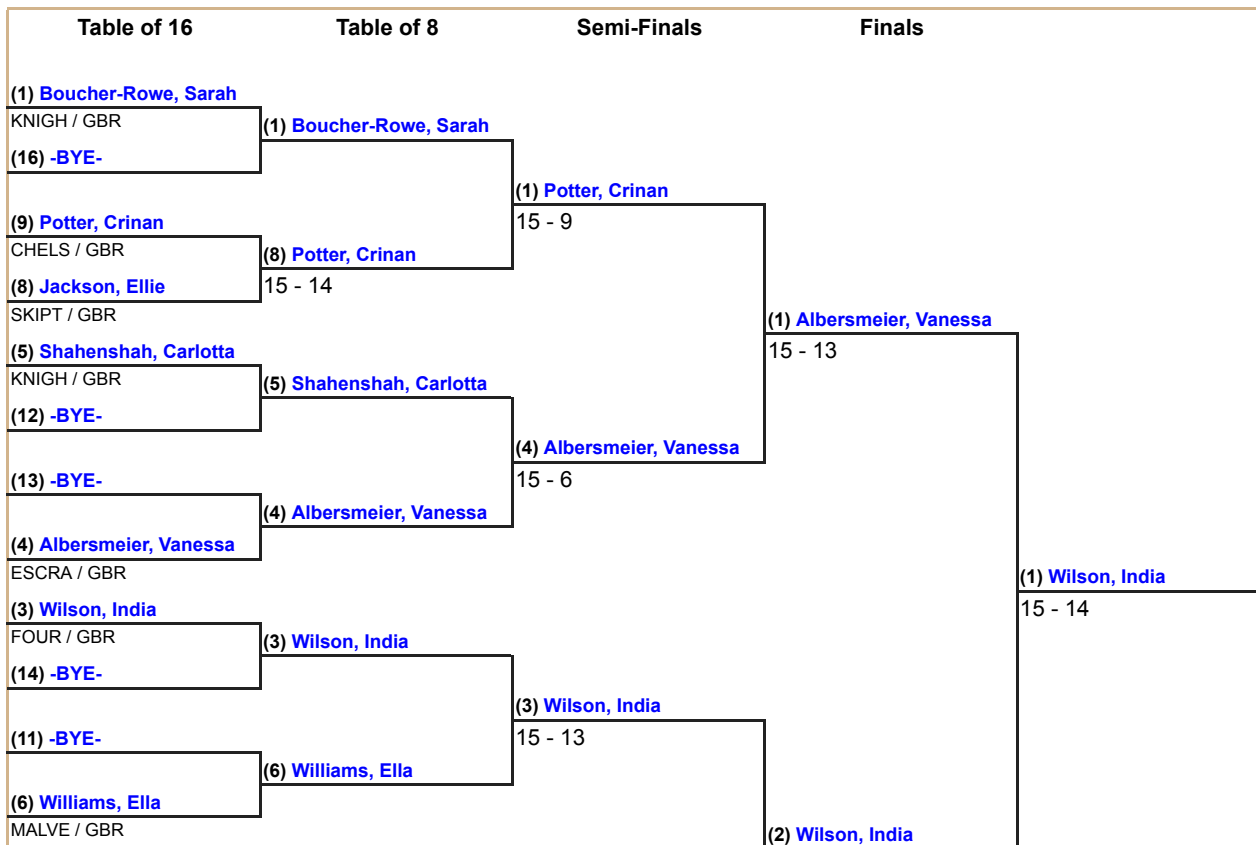 Table of 16 Table of 8 Semi-Finals Finals
(1) Boucher-Rowe, Sarah
KNIGH / GBR
(1) Boucher-Rowe, Sarah
(16) -BYE-
(1) Potter, Crinan
15 - 9
(9) Potter, Crinan
CHELS / GBR
(8) Potter, Crinan
15 - 14
(8) Jackson, Ellie
SKIPT / GBR
(1) Albersmeier, Vanessa
15 - 13
(5) Shahenshah, Carlotta
KNIGH / GBR
(5) Shahenshah, Carlotta
(12) -BYE-
(4) Albersmeier, Vanessa
15 - 6
(13) -BYE-
(4) Albersmeier, Vanessa
(4) Albersmeier, Vanessa
ESCRA / GBR
(1) Wilson, India
15 - 14
(3) Wilson, India
FOUR / GBR
(3) Wilson, India
(14) -BYE-
(3) Wilson, India
15 - 13
(11) -BYE-
(6) Williams, Ella
(6) Williams, Ella
MALVE / GBR
(2) Wilson, India